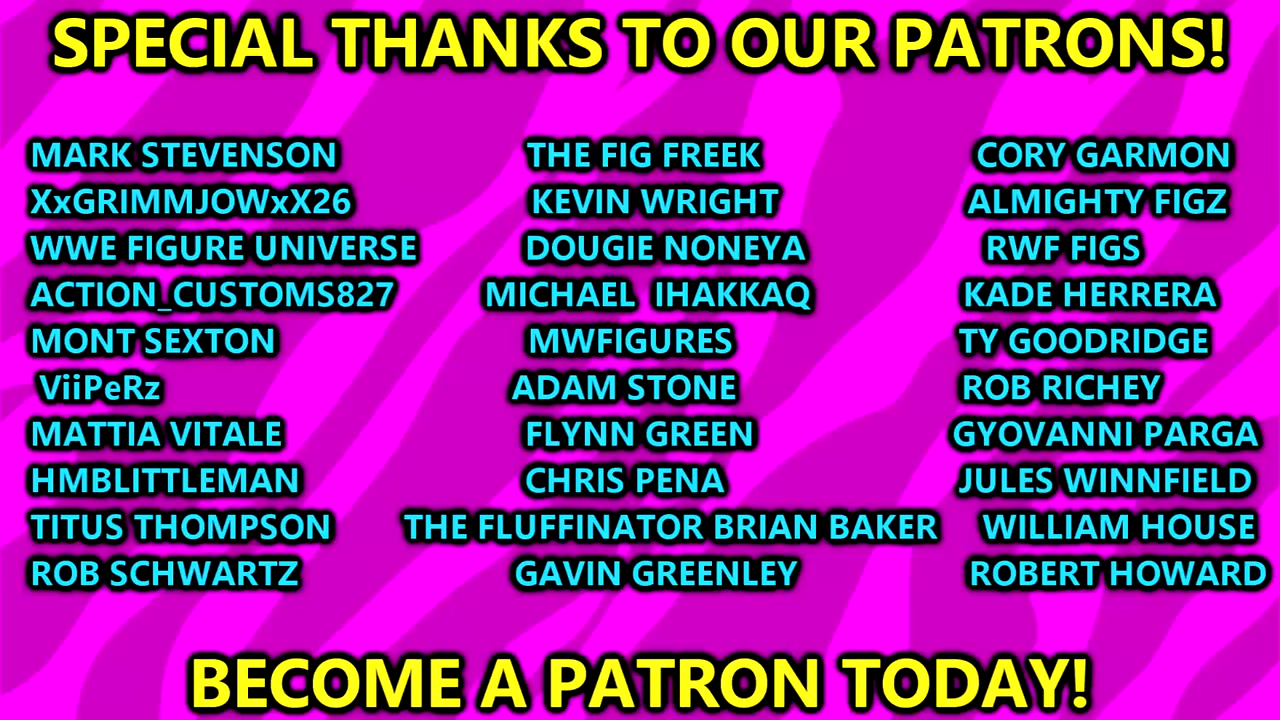 SPECIAL THANKS TO OUR PATRONS!
MARK STEVENSON THE FIG FREEK CORY GARMON
XxGRIMMJOWxX26 KEVIN WRIGHT ALMIGHTY FIGZ
WWE FIGURE UNIVERSE DOUGIE NONEYA RWF FIGS
ACTION_CUSTOMS827 MICHAEL IHAKKAQ KADE HERRERA
MONT SEXTON MWFIGURES TY GOODRIDGE
ViiPeRz ADAM STONE ROB RICHEY
MATTIA VITALE FLYNN GREEN GYOVANNI PARGA
HMBLITTLEMAN CHRIS PENA JULES WINNFIELD
TITUS THOMPSON THE FLUFFINATOR BRIAN BAKER WILLIAM HOUSE
ROB SCHWARTZ GAVIN GREENLEY ROBERT HOWARD
BECOME A PATRON TODAY!